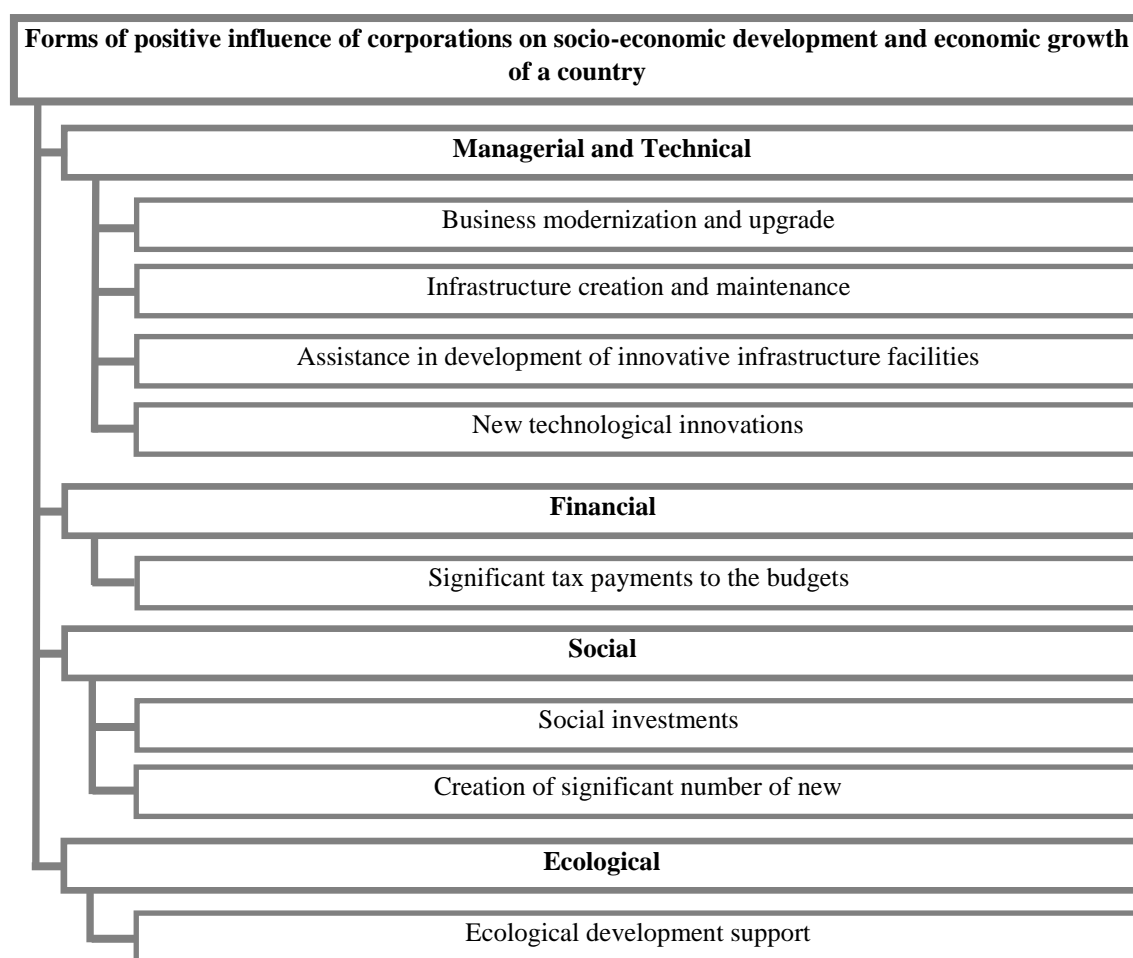 Forms of positive influence of corporations on socio-economic development and economic growth
of a country
Managerial and Technical
Business modernization and upgrade
Infrastructure creation and maintenance
Assistance in development of innovative infrastructure facilities
New technological innovations
Financial
Significant tax payments to the budgets
Social
Social investments
Creation of significant number of new
Ecological
Ecological development support